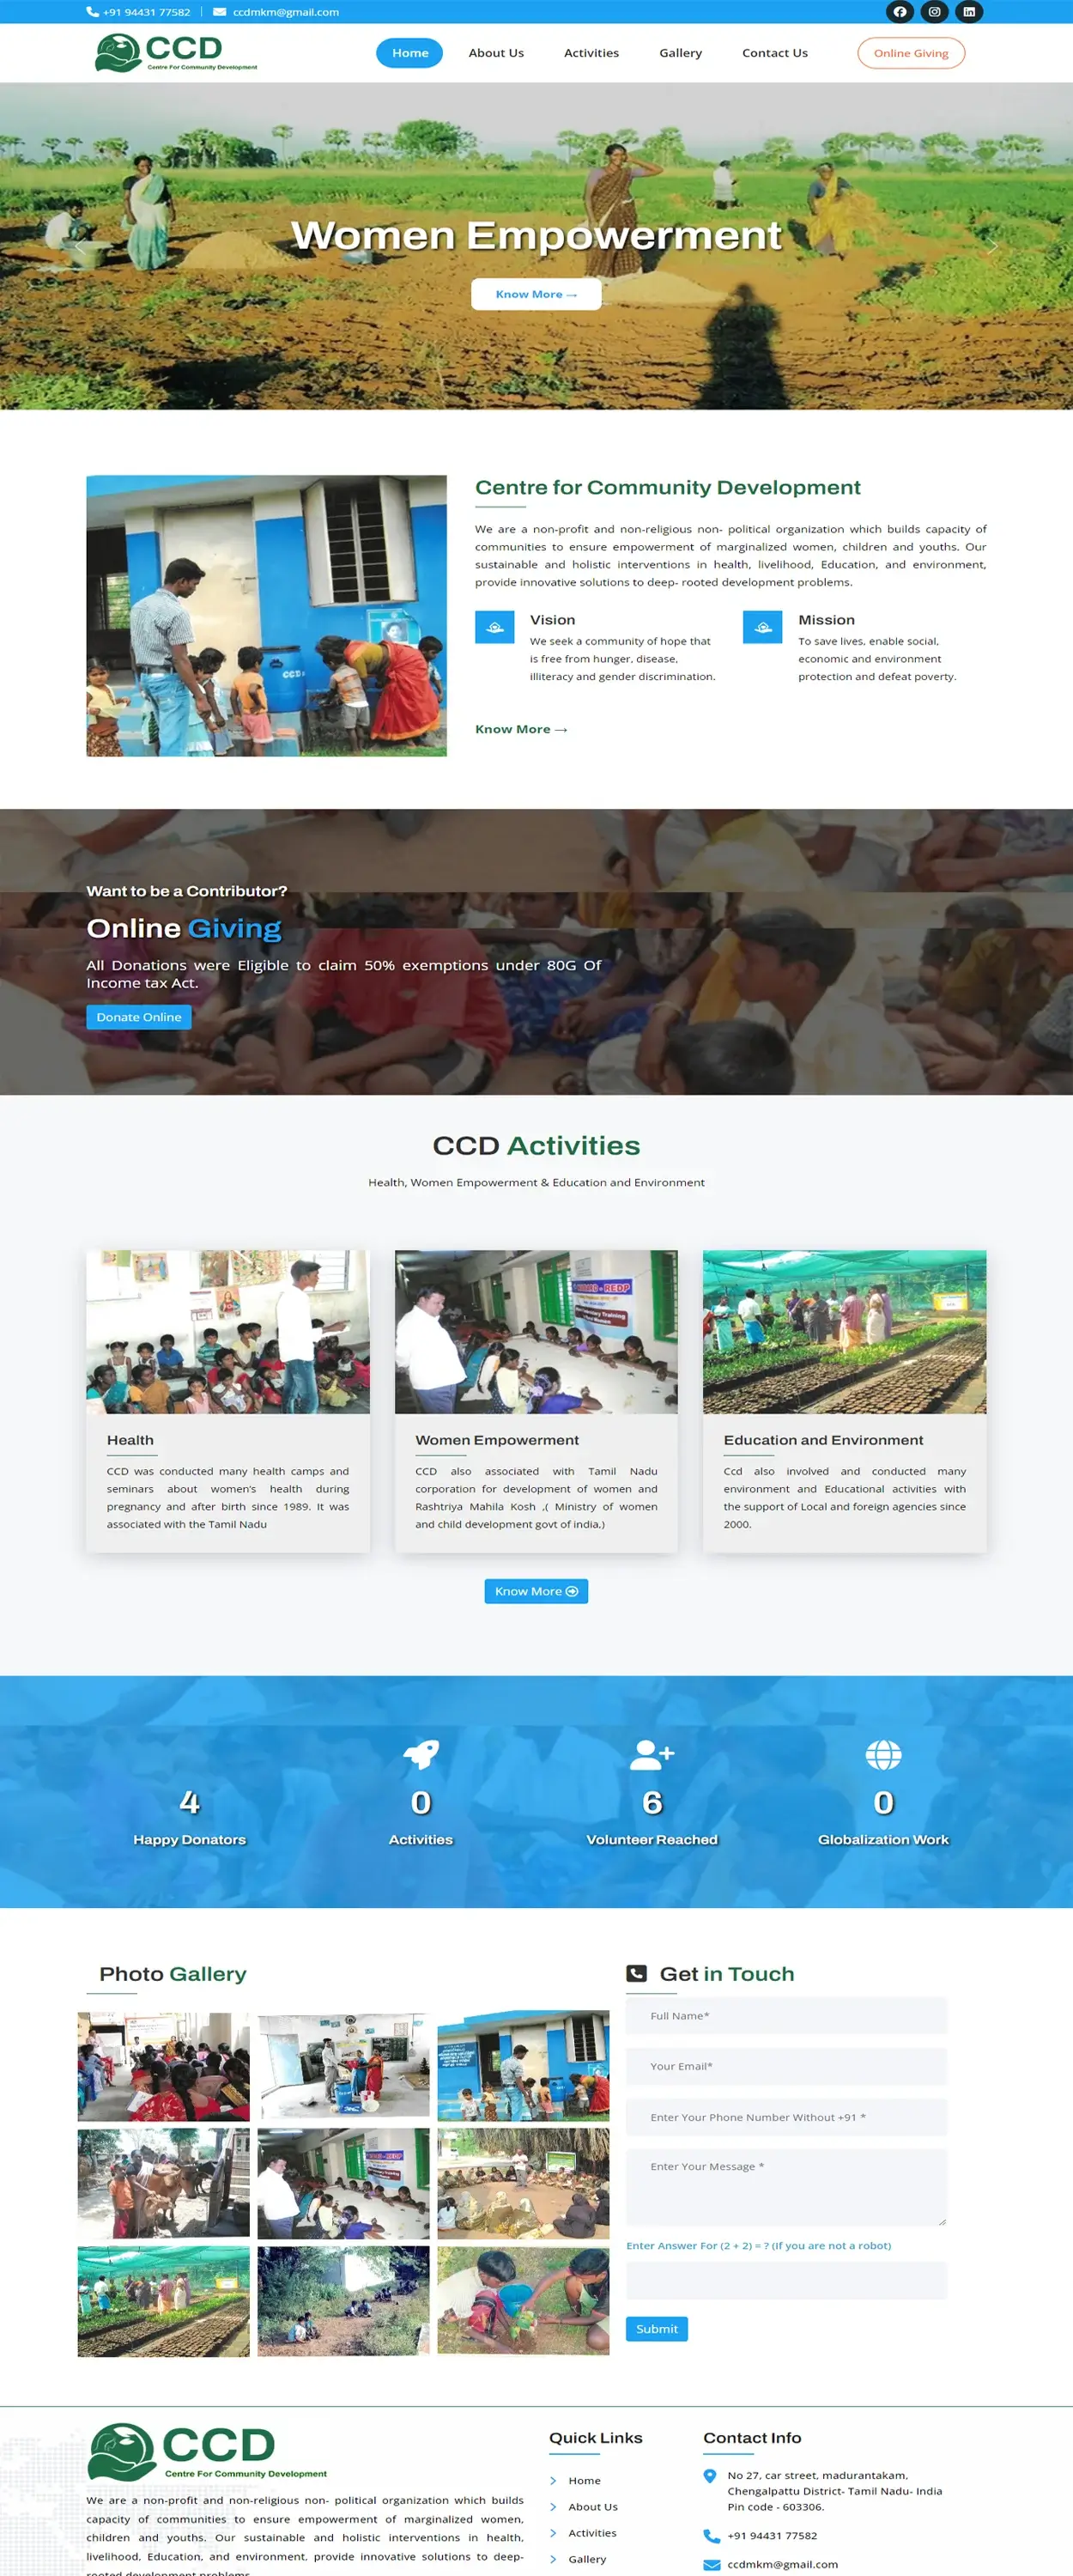 +91 94431 77582 | ccdmkm@gmail.com
CCD
Centre For Community Development
Home About Us Activities Gallery Contact Us Online Giving
Women Empowerment
Know More →
Centre for Community Development
We are a non-profit and non-religious non- political organization which builds capacity of
communities to ensure empowerment of marginalized women, children and youths. Our
sustainable and holistic interventions in health, livelihood, Education, and environment,
provide innovative solutions to deep- rooted development problems.
Vision
We seek a community of hope that
is free from hunger, disease,
illiteracy and gender discrimination.
Mission
To save lives, enable social,
economic and environment
protection and defeat poverty.
Know More →
Want to be a Contributor?
Online Giving
All Donations were Eligible to claim 50% exemptions under 80G Of
Income tax Act.
Donate Online
CCD Activities
Health, Women Empowerment & Education and Environment
Health
CCD was conducted many health camps and
seminars about women's health during
pregnancy and after birth since 1989. It was
associated with the Tamil Nadu
Women Empowerment
CCD also associated with Tamil Nadu
corporation for development of women and
Rashtriya Mahila Kosh ,( Ministry of women
and child development govt of india,)
Education and Environment
Ccd also involved and conducted many
environment and Educational activities with
the support of Local and foreign agencies since
2000.
Know More
4 0 6 0
Happy Donators Activities Volunteer Reached Globalization Work
Photo Gallery
Get in Touch
Full Name*
Your Email*
Enter Your Phone Number Without +91 *
Enter Your Message *
Enter Answer For (2 + 2) = ? (If you are not a robot)
Submit
CCD
Centre For Community Development
We are a non-profit and non-religious non- political organization which builds
capacity of communities to ensure empowerment of marginalized women,
children and youths. Our sustainable and holistic interventions in health,
livelihood, Education, and environment, provide innovative solutions to deep-
rooted development problems.
Quick Links
Home
About Us
Activities
Gallery
Contact Info
No 27, car street, madurantakam,
Chengalpattu District- Tamil Nadu- India
Pin code - 603306.
+91 94431 77582
ccdmkm@gmail.com